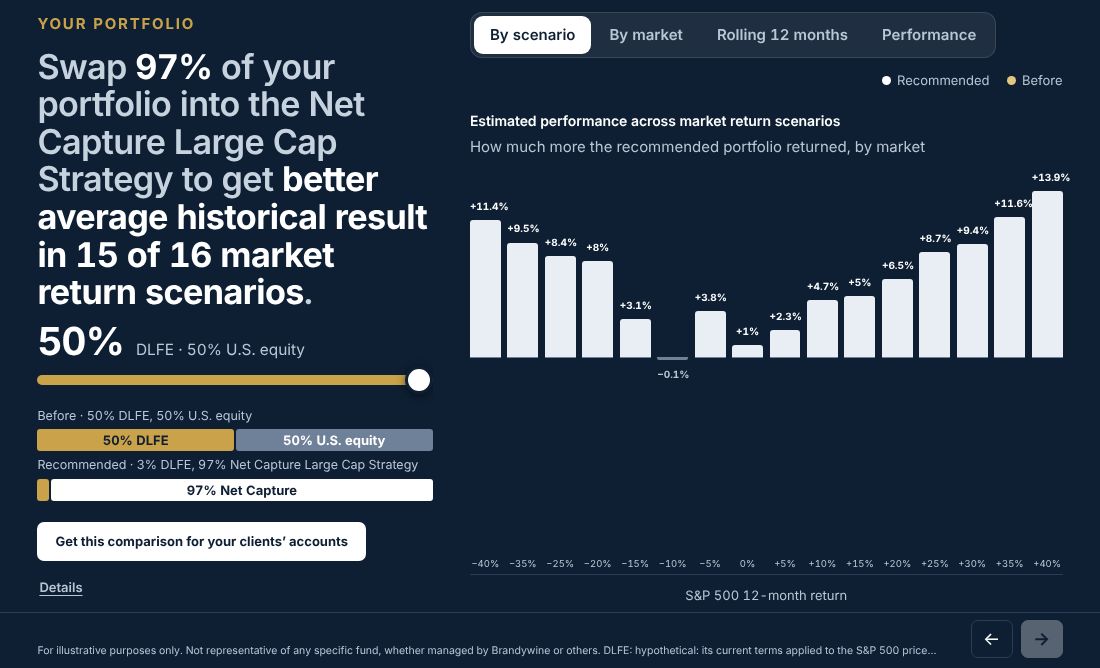 YOUR PORTFOLIO
Swap 97% of your
portfolio into the Net
Capture Large Cap
Strategy to get better
average historical result
in 15 of 16 market
return scenarios.
50% DLFE · 50% U.S. equity
Before · 50% DLFE, 50% U.S. equity
50% DLFE 50% U.S. equity
Recommended · 3% DLFE, 97% Net Capture Large Cap Strategy
97% Net Capture
Get this comparison for your clients’ accounts
Details
By scenario By market Rolling 12 months Performance
Recommended Before
Estimated performance across market return scenarios
How much more the recommended portfolio returned, by market
+11.4% +9.5% +8.4% +8% +3.1% −0.1% +3.8% +1% +2.3% +4.7% +5% +6.5% +8.7% +9.4% +11.6% +13.9%
−40% −35% −25% −20% −15% −10% −5% 0% +5% +10% +15% +20% +25% +30% +35% +40%
S&P 500 12-month return
For illustrative purposes only. Not representative of any specific fund, whether managed by Brandywine or others. DLFE: hypothetical: its current terms applied to the S&P 500 price…
← →